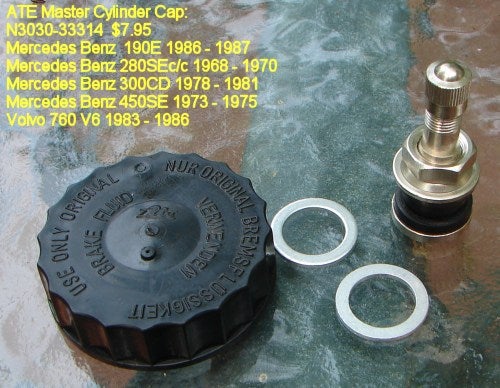 ATE Master Cylinder Cap:
N3030-33314  $7.95
Mercedes Benz  190E 1986 - 1987
Mercedes Benz 280SEc/c 1968 - 1970
Mercedes Benz 300CD 1978 - 1981
Mercedes Benz 450SE 1973 - 1975
Volvo 760 V6 1983 - 1986
USE ONLY ORIGINAL
BRAKE FLUID
NUR ORIGINAL BREMSFLÜSSIGKEIT
VERWENDEN